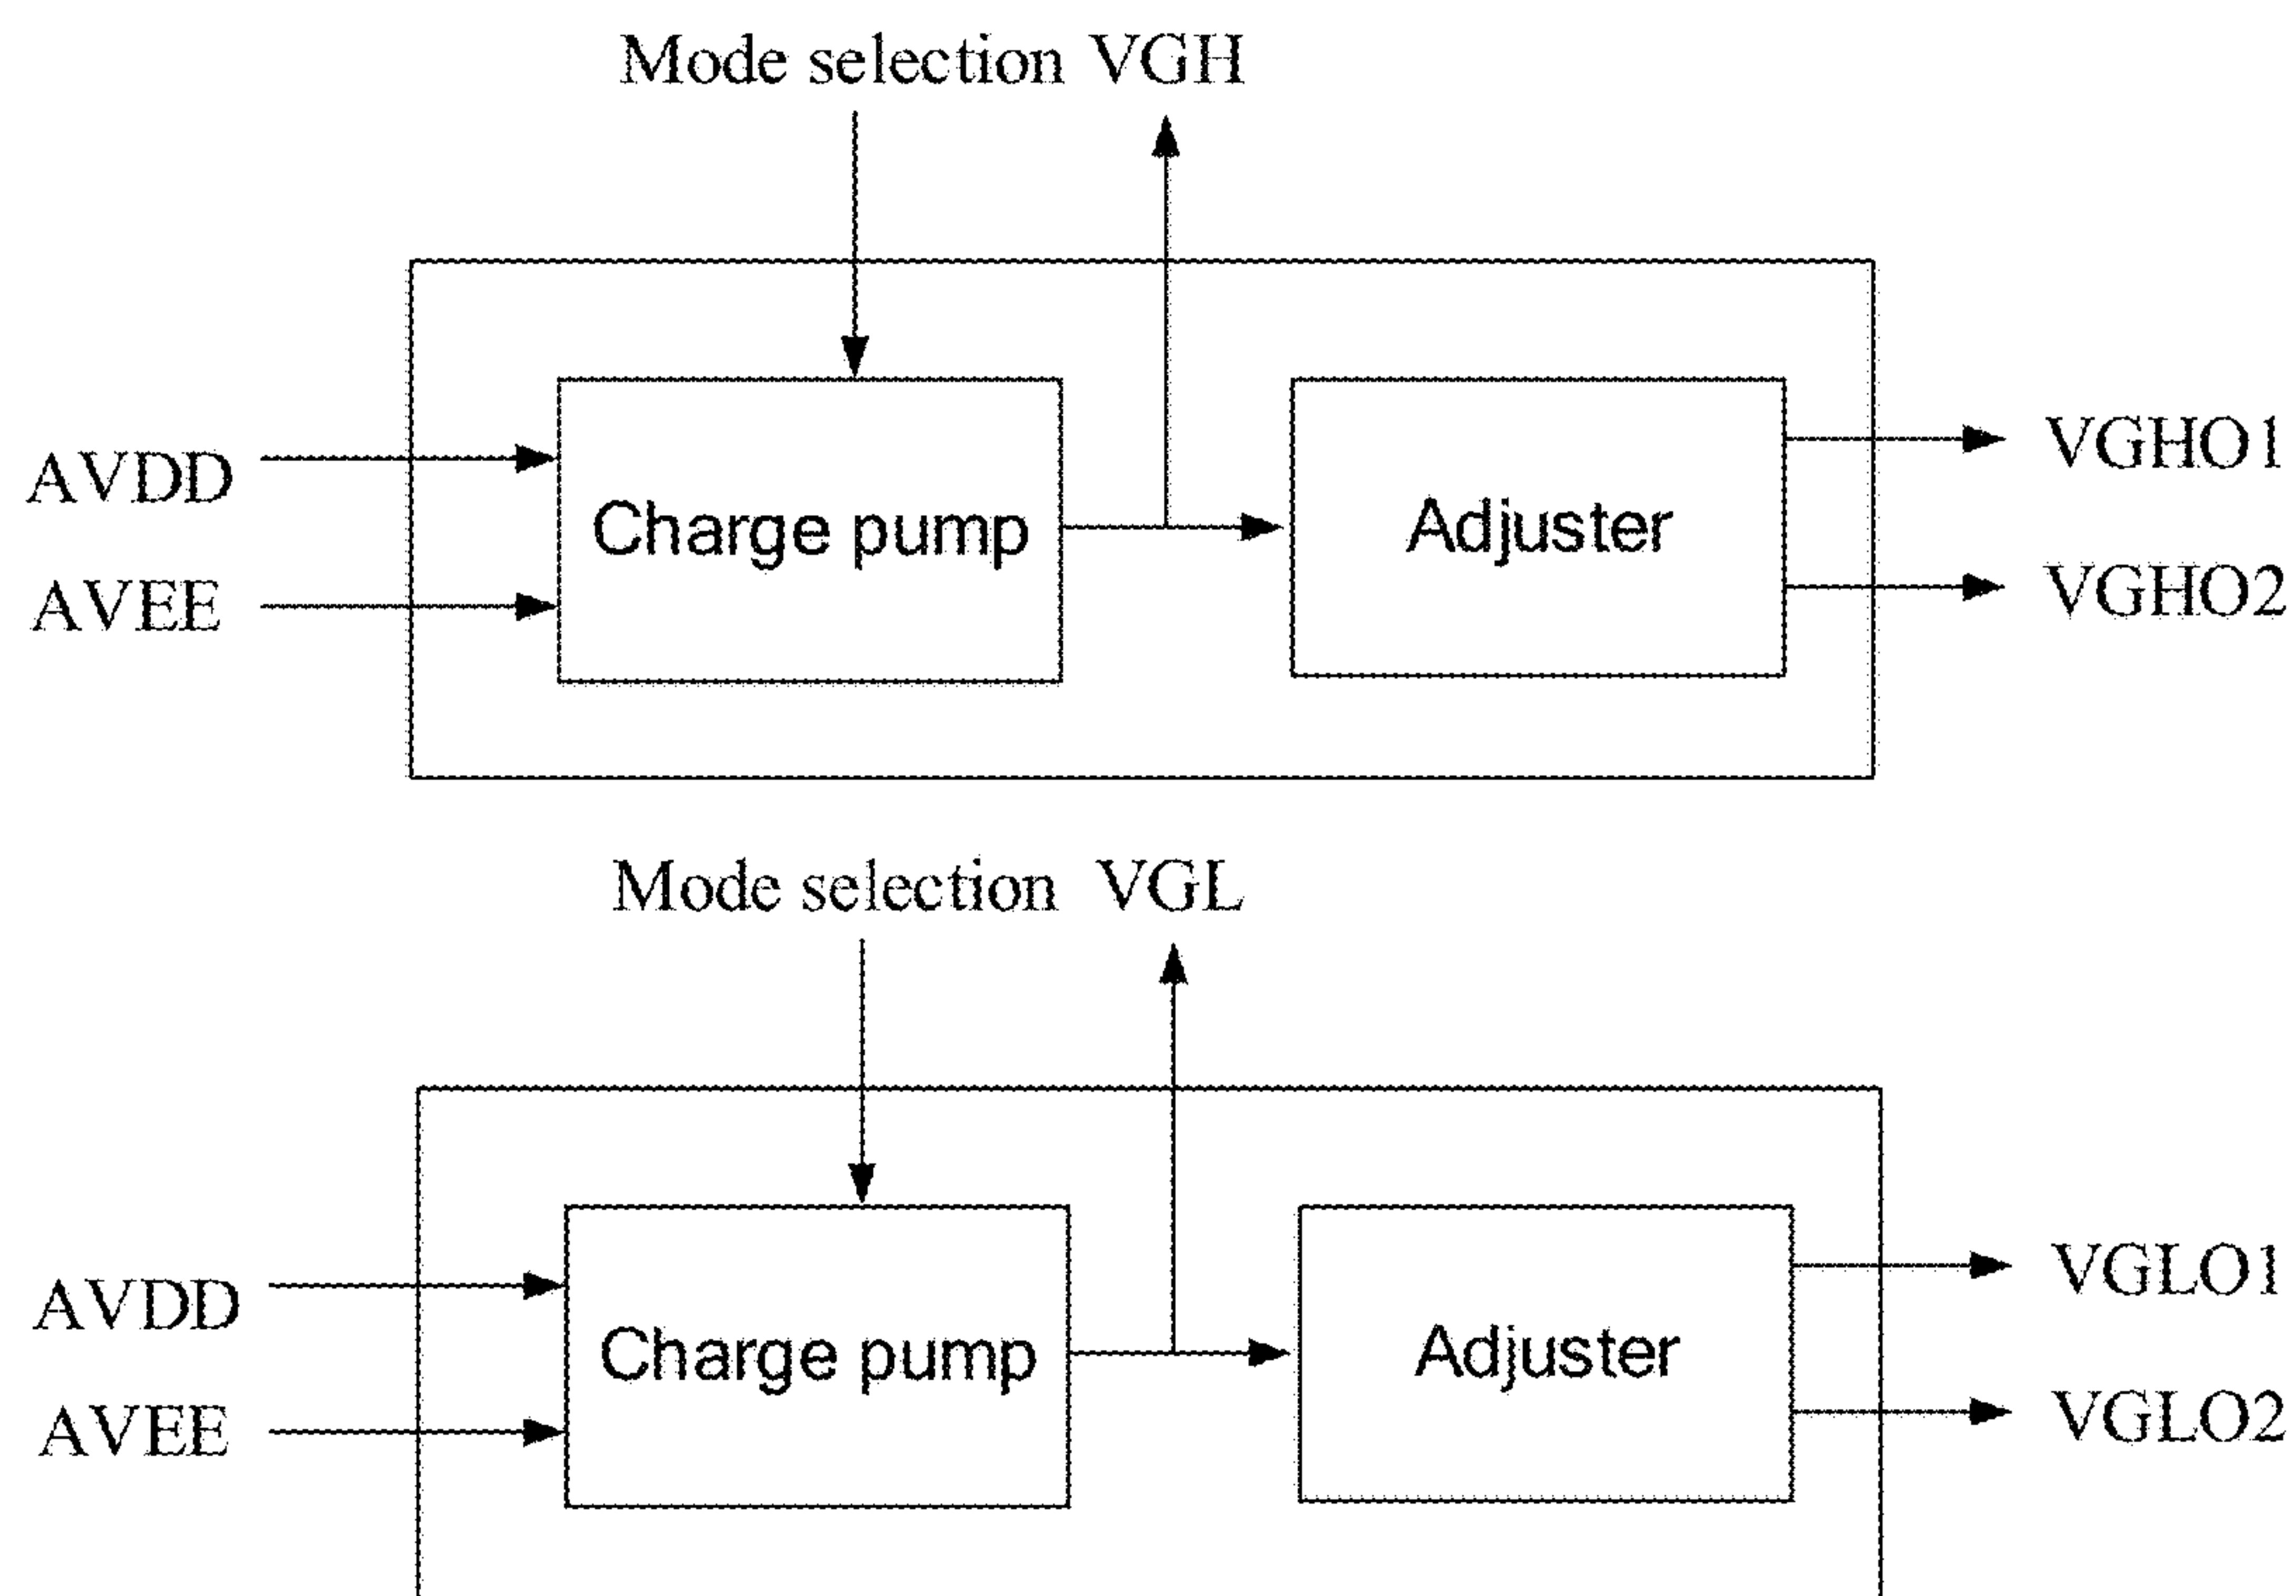 Mode selection VGH
AVDD
AVEE
Charge pump
Adjuster
VGHO1
VGHO2
Mode selection VGL
AVDD
AVEE
Charge pump
Adjuster
VGLO1
VGLO2